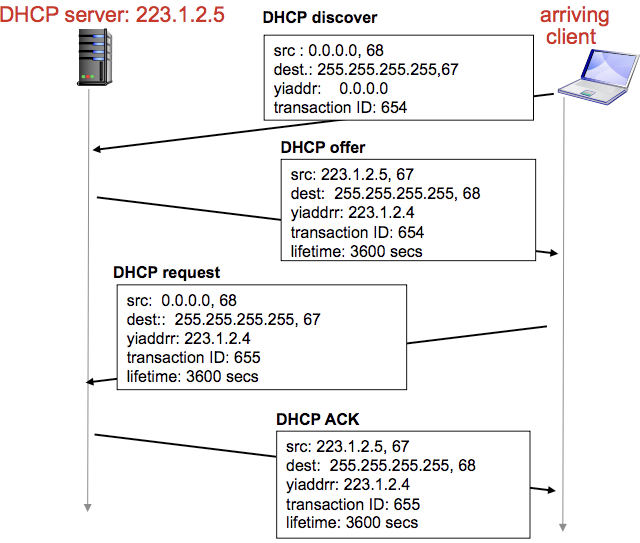 DHCP server: 223.1.2.5
arriving
client
DHCP discover
src : 0.0.0.0, 68
dest.: 255.255.255.255,67
yiaddr: 0.0.0.0
transaction ID: 654
DHCP offer
src: 223.1.2.5, 67
dest: 255.255.255.255, 68
yiaddrr: 223.1.2.4
transaction ID: 654
lifetime: 3600 secs
DHCP request
src: 0.0.0.0, 68
dest:: 255.255.255.255, 67
yiaddrr: 223.1.2.4
transaction ID: 655
lifetime: 3600 secs
DHCP ACK
src: 223.1.2.5, 67
dest: 255.255.255.255, 68
yiaddrr: 223.1.2.4
transaction ID: 655
lifetime: 3600 secs